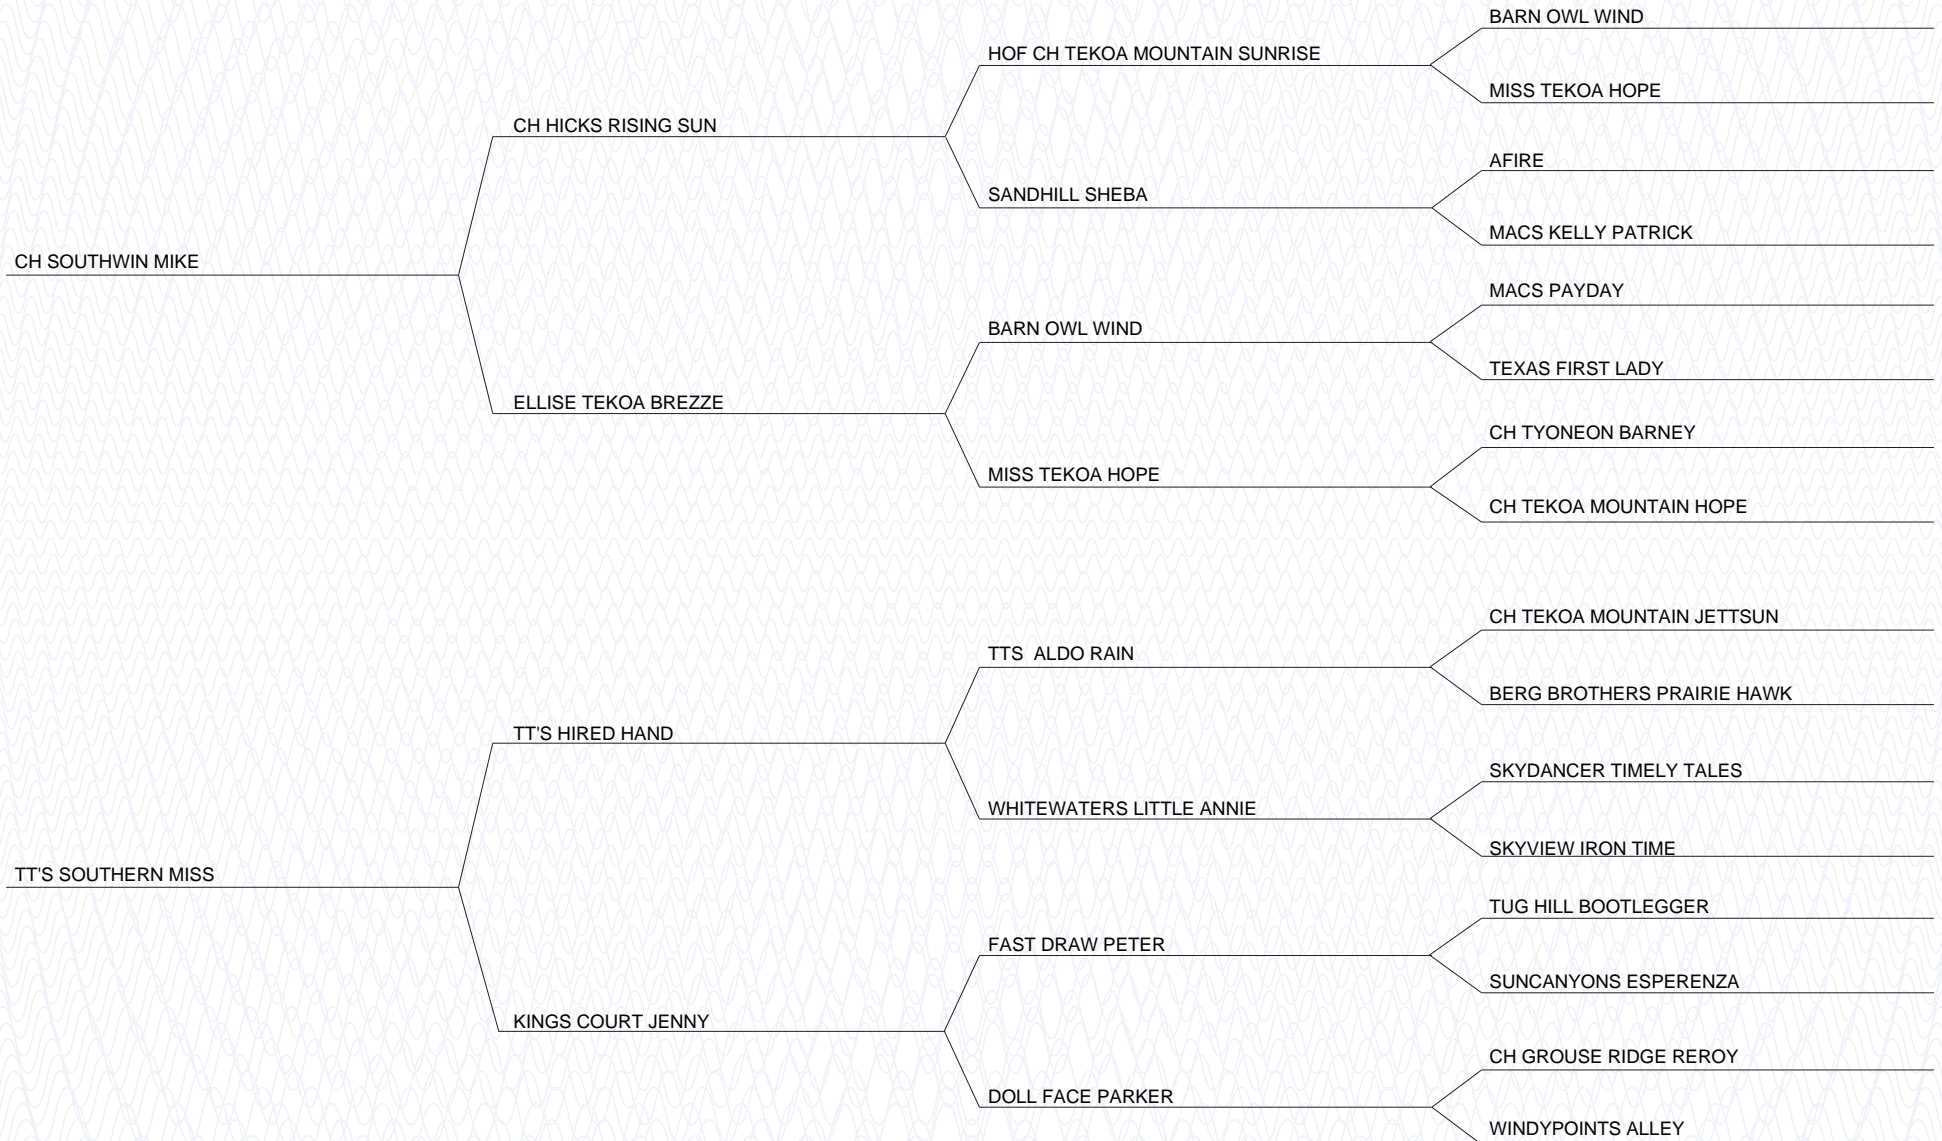 BARN OWL WIND
HOF CH TEKOA MOUNTAIN SUNRISE
MISS TEKOA HOPE
CH HICKS RISING SUN
AFIRE
SANDHILL SHEBA
MACS KELLY PATRICK
CH SOUTHWIN MIKE
MACS PAYDAY
BARN OWL WIND
TEXAS FIRST LADY
ELLISE TEKOA BREZZE
CH TYONEON BARNEY
MISS TEKOA HOPE
CH TEKOA MOUNTAIN HOPE
CH TEKOA MOUNTAIN JETTSUN
TTS  ALDO RAIN
BERG BROTHERS PRAIRIE HAWK
TT'S HIRED HAND
SKYDANCER TIMELY TALES
WHITEWATERS LITTLE ANNIE
SKYVIEW IRON TIME
TT'S SOUTHERN MISS
TUG HILL BOOTLEGGER
FAST DRAW PETER
SUNCANYONS ESPERENZA
KINGS COURT JENNY
CH GROUSE RIDGE REROY
DOLL FACE PARKER
WINDYPOINTS ALLEY